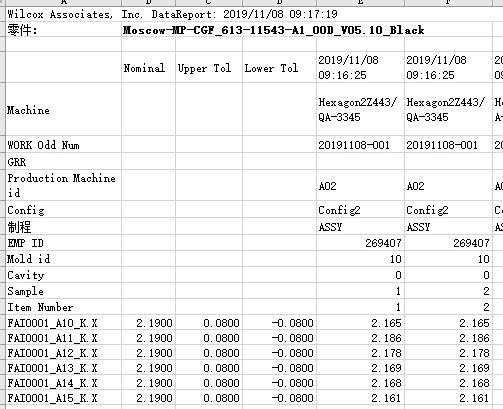 A B C D E F
Wilcox Associates, Inc. DataReport: 2019/11/08 09:17:19
零件: Moscow-MP-CGF_613-11543-A1_OOD_V05.10_Black
Nominal Upper Tol Lower Tol 2019/11/08 09:16:25 2019/11/08 09:16:25
Machine Hexagon2Z443/QA-3345 Hexagon2Z443/QA-3345
WORK Odd Num 20191108-001 20191108-001
GRR
Production Machine id A02 A02
Config Config2 Config2
制程 ASSY ASSY
EMP ID 269407 269407
Mold id 10 10
Cavity 0 0
Sample 1 2
Item Number 1 2
FAI0001_A10_K.X 2.1900 0.0800 -0.0800 2.165 2.165
FAI0001_A11_K.X 2.1900 0.0800 -0.0800 2.186 2.186
FAI0001_A12_K.X 2.1900 0.0800 -0.0800 2.178 2.178
FAI0001_A13_K.X 2.1900 0.0800 -0.0800 2.169 2.169
FAI0001_A14_K.X 2.1900 0.0800 -0.0800 2.168 2.168
FAI0001_A15_K.X 2.1900 0.0800 -0.0800 2.161 2.161